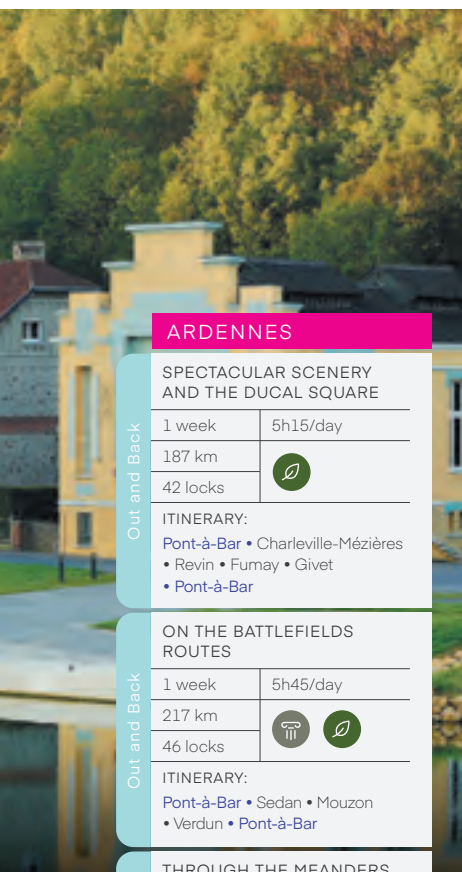 ARDENNES
Out and Back
SPECTACULAR SCENERY
AND THE DUCAL SQUARE
1 week
5h15/day
187 km
42 locks
ITINERARY:
Pont-à-Bar • Charleville-Mézières
• Revin • Fumay • Givet
• Pont-à-Bar
Out and Back
ON THE BATTLEFIELDS
ROUTES
1 week
5h45/day
217 km
46 locks
ITINERARY:
Pont-à-Bar • Sedan • Mouzon
• Verdun • Pont-à-Bar
THROUGH THE MEANDERS